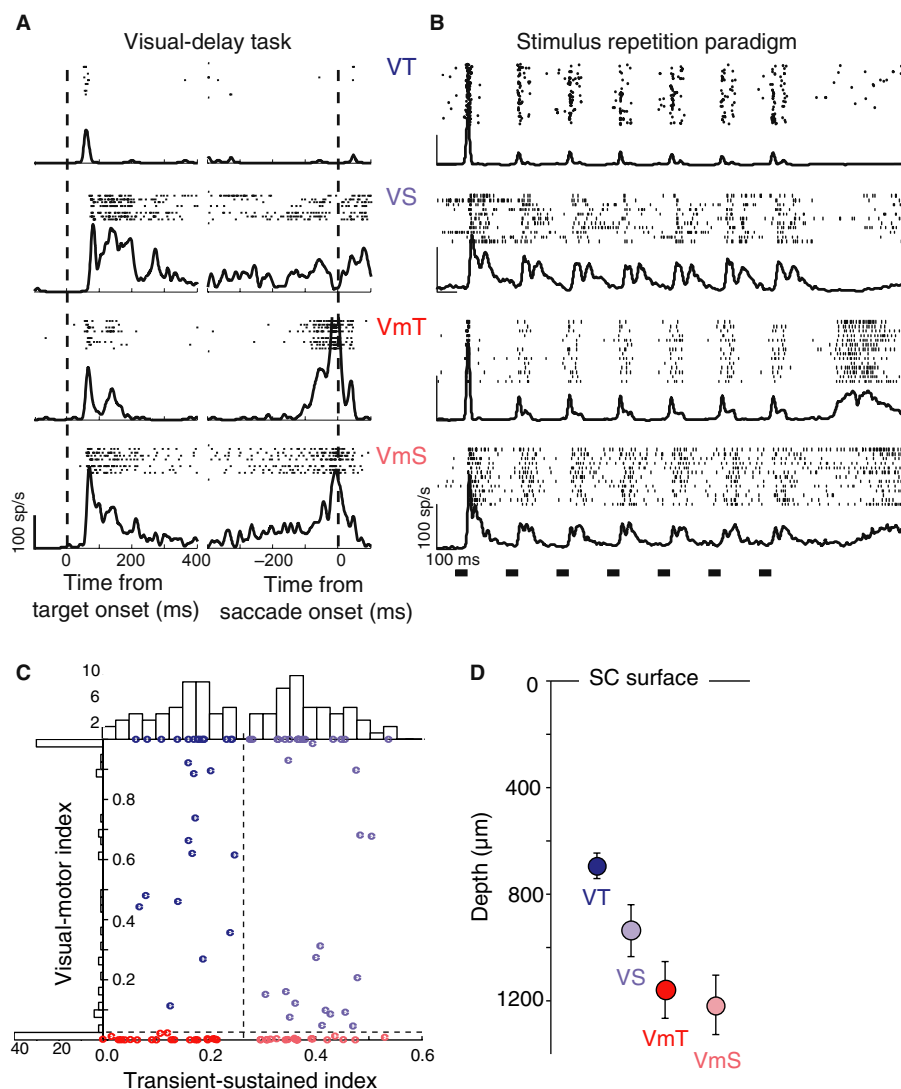 A
Visual-delay task
VT
VS
VmT
VmS
100 sp/s
0
200
400
−200
0
Time from
target onset (ms)
Time from
saccade onset (ms)
B
Stimulus repetition paradigm
100 sp/s
100 ms
C
10
6
2
0.8
0.6
0.4
0.2
Visual-motor index
40
20
0.0
0.2
0.4
0.6
Transient-sustained index
D
SC surface
0
400
800
1200
Depth (µm)
VT
VS
VmT
VmS